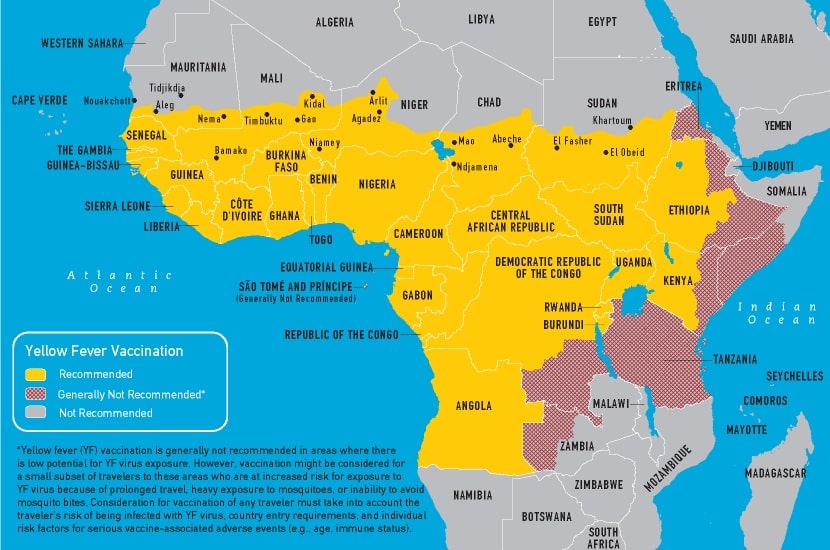 ALGERIA
LIBYA
EGYPT
SAUDI ARABIA
WESTERN SAHARA
MAURITANIA
MALI
NIGER
CHAD
SUDAN
ERITREA
YEMEN
CAPE VERDE
Nouakchott
Tidjikdja
Aleg
Kidal
Arlit
Khartoum
Nema
Timbuktu
Gao
Agadez
SENEGAL
THE GAMBIA
GUINEA-BISSAU
Bamako
BURKINA
FASO
Niamey
Mao
Abeche
El Fasher
El Obeid
Ndjamena
DJIBOUTI
GUINEA
BENIN
NIGERIA
SOMALIA
SIERRA LEONE
LIBERIA
CÔTE
D'IVOIRE
GHANA
TOGO
CAMEROON
CENTRAL
AFRICAN REPUBLIC
SOUTH
SUDAN
ETHIOPIA
Atlantic
Ocean
EQUATORIAL GUINEA
SÃO TOMÉ AND PRÍNCIPE
(Generally Not Recommended)
GABON
DEMOCRATIC REPUBLIC
OF THE CONGO
UGANDA
KENYA
Indian
Ocean
RWANDA
BURUNDI
REPUBLIC OF THE CONGO
TANZANIA
SEYCHELLES
COMOROS
MAYOTTE
ANGOLA
MALAWI
ZAMBIA
MOZAMBIQUE
MADAGASCAR
ZIMBABWE
NAMIBIA
BOTSWANA
SOUTH
AFRICA
Yellow Fever Vaccination
Recommended
Generally Not Recommended*
Not Recommended
*Yellow fever (YF) vaccination is generally not recommended in areas where there
is low potential for YF virus exposure. However, vaccination might be considered for
a small subset of travelers to these areas who are at increased risk for exposure to
YF virus because of prolonged travel, heavy exposure to mosquitoes, or inability to avoid
mosquito bites. Consideration for vaccination of any traveler must take into account the
traveler's risk of being infected with YF virus, country entry requirements, and individual
risk factors for serious vaccine-associated adverse events (e.g., age, immune status).